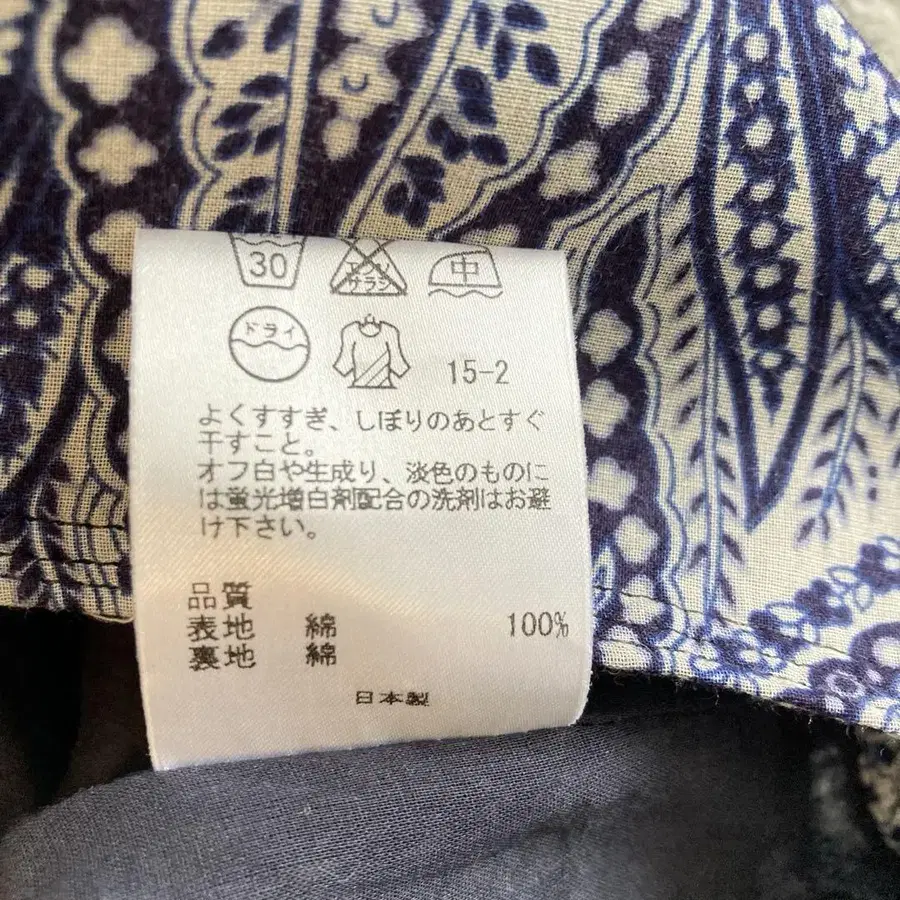 30 エンソ サラシ 中
ドライ 15-2
よくすすぎ、しぼりのあとすぐ
干すこと。
オフ白や生成り、淡色のものに
は蛍光増白剤配合の洗剤はお避
け下さい。
品質
表地 綿 100%
裏地 綿
日本製